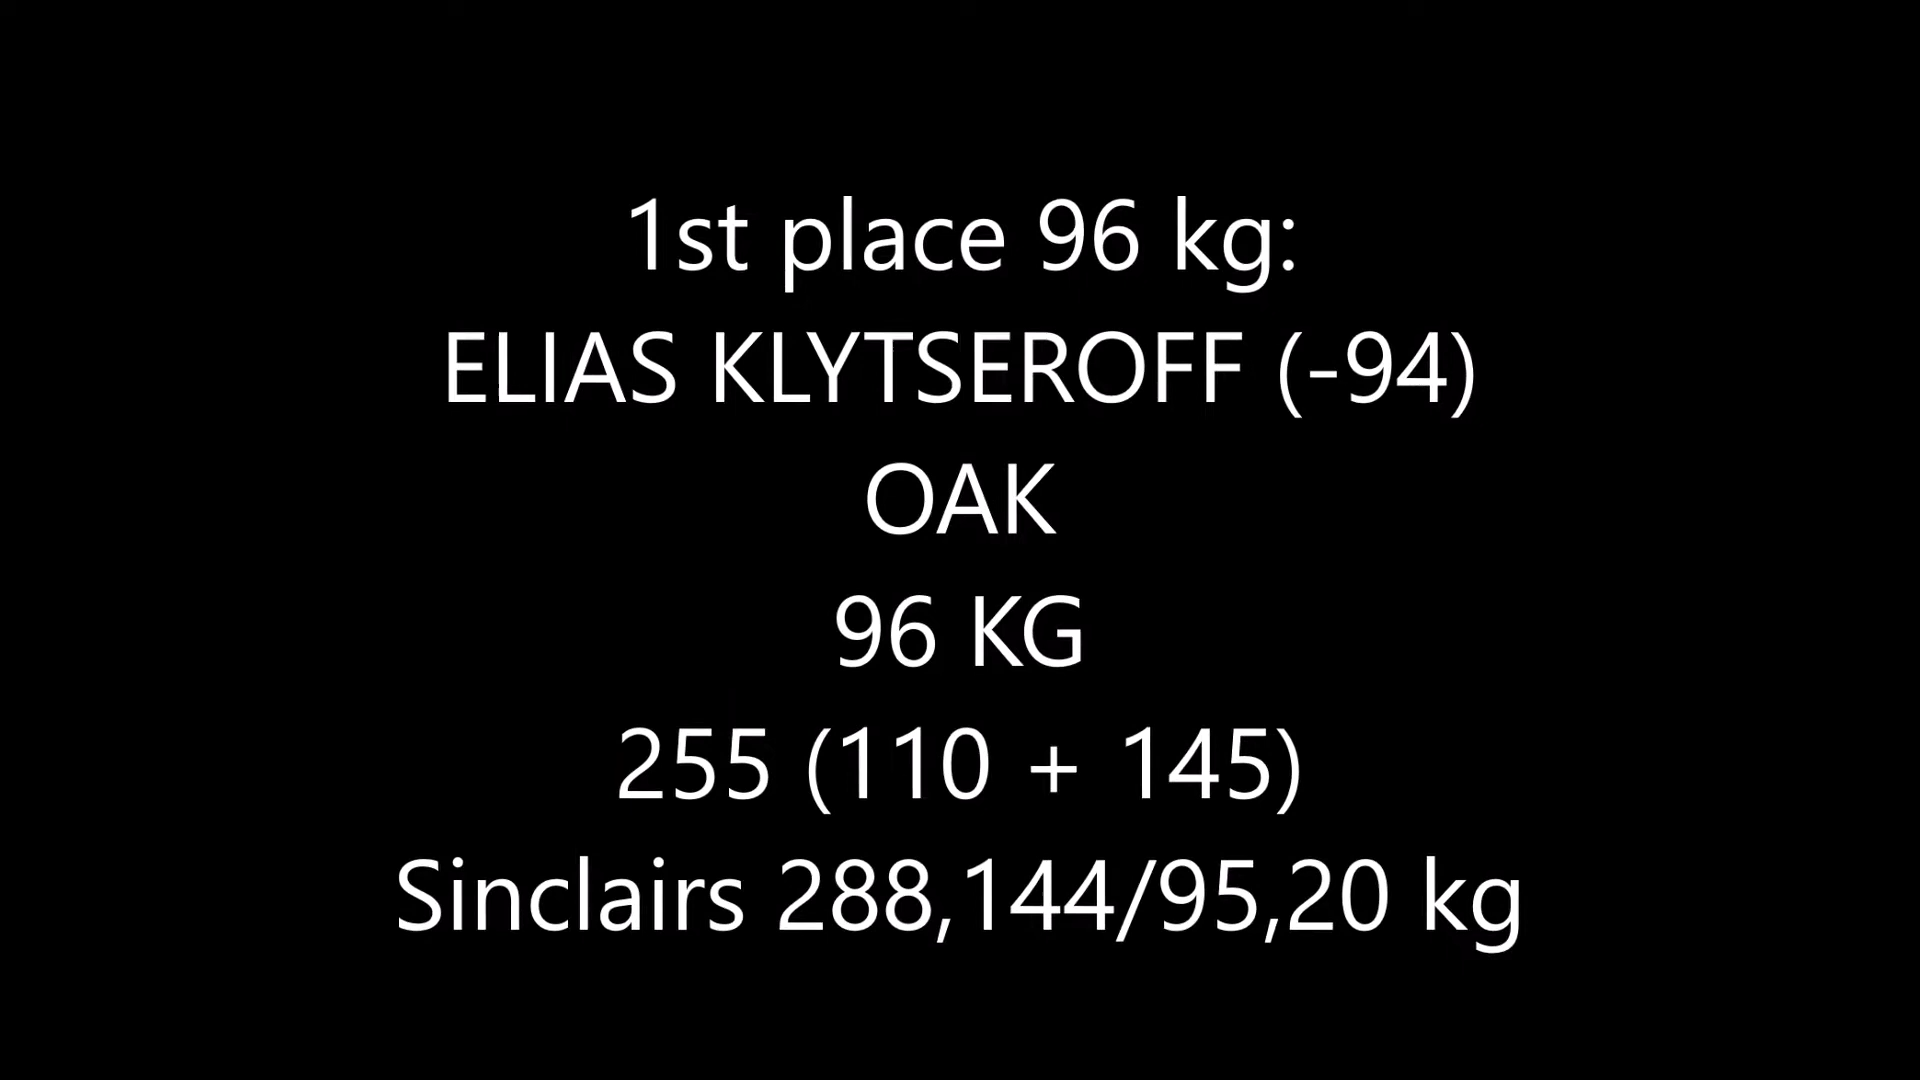 1st place 96 kg:
ELIAS KLYTSEROFF (-94)
OAK
96 KG
255 (110 + 145)
Sinclairs 288,144/95,20 kg